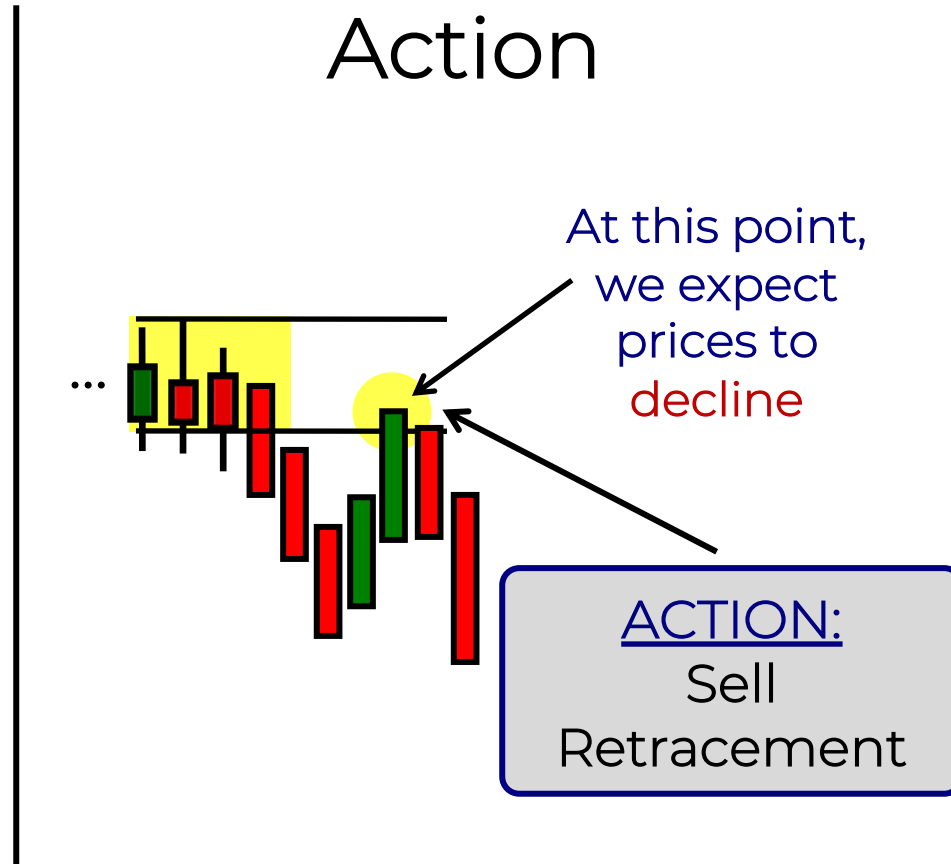 Action
At this point,
we expect
prices to
decline
...
ACTION:
Sell
Retracement